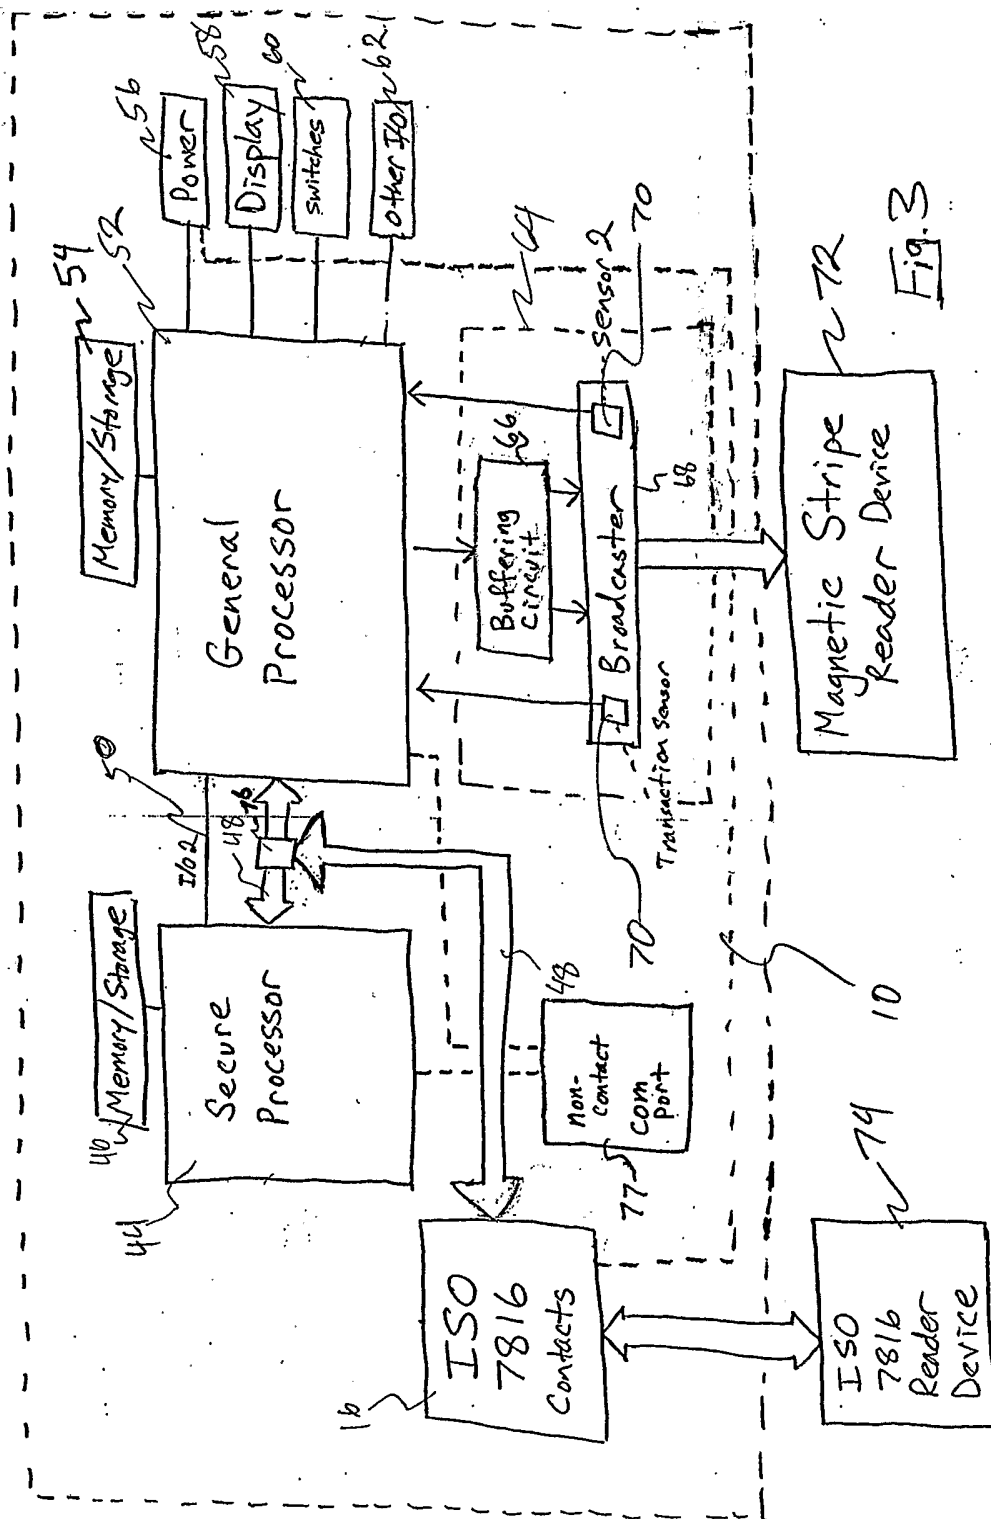 46
Memory/Storage
44
Secure
Processor
I/O2
50
48
76
Memory/Storage
54
52
General
Processor
Power
56
Display
58
switches
60
other I/O
62
16
ISO
7816
Contacts
77
non-
contact
com
port
48
Buffering
circuit
66
64
Broadcaster
68
Transaction Sensor
70
Sensor 2
70
10
ISO
7816
Reader
Device
74
Magnetic Stripe
Reader Device
72
Fig. 3